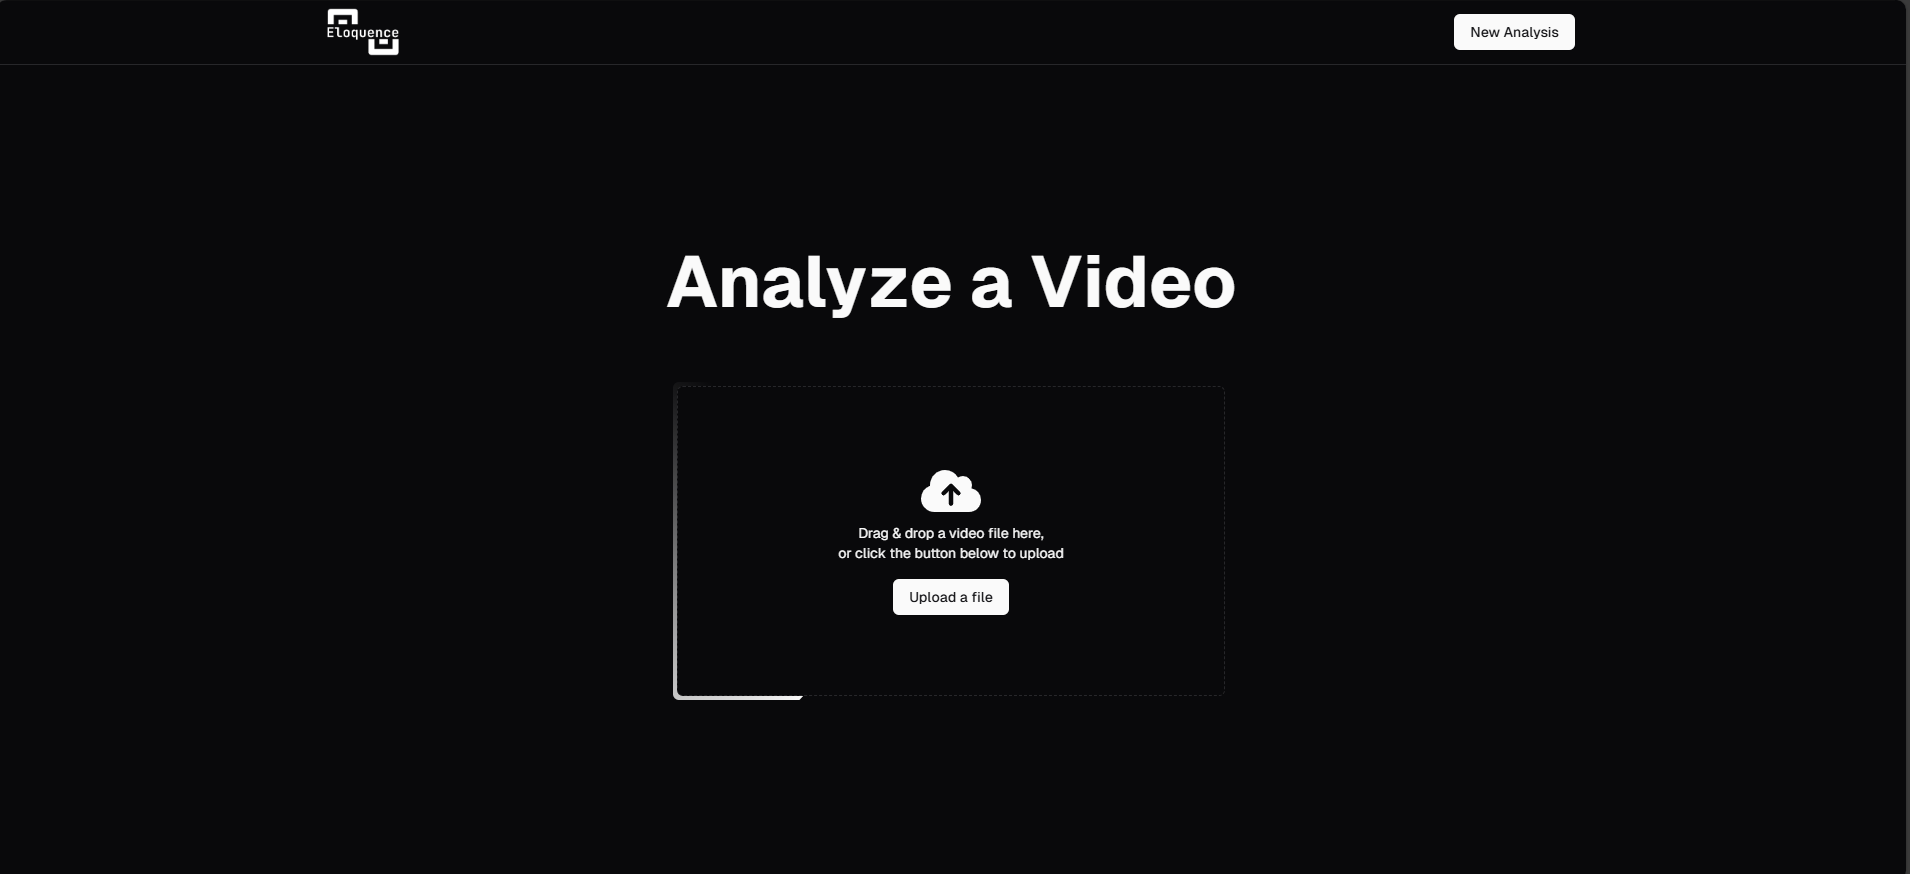 Eloquence
New Analysis
Analyze a Video
Drag & drop a video file here,
or click the button below to upload
Upload a file